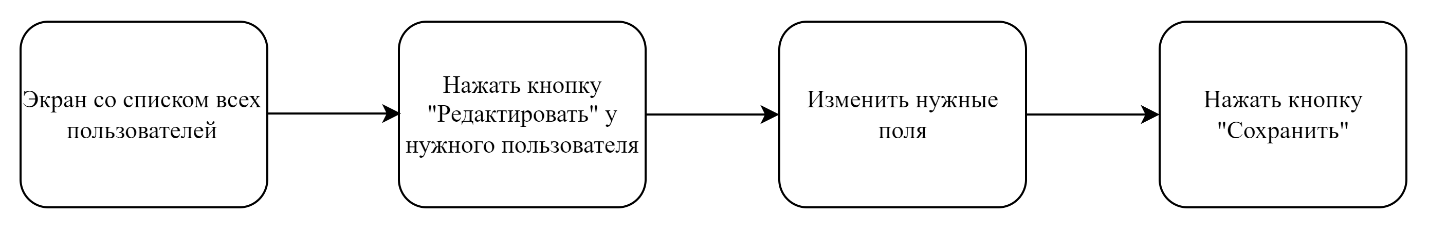 Экран со списком всех
пользователей
Нажать кнопку
"Редактировать" у
нужного пользователя
Изменить нужные
поля
Нажать кнопку
"Сохранить"